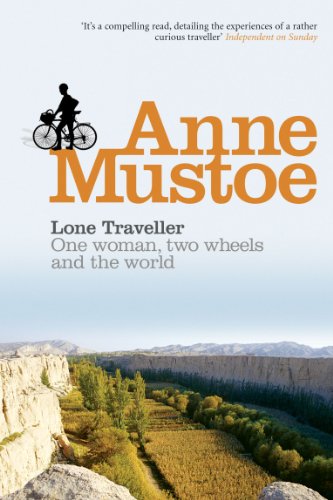 ‘It’s a compelling read, detailing the experiences of a rather
curious traveller’ Independent on Sunday
Anne
Mustoe
Lone Traveller
One woman, two wheels
and the world